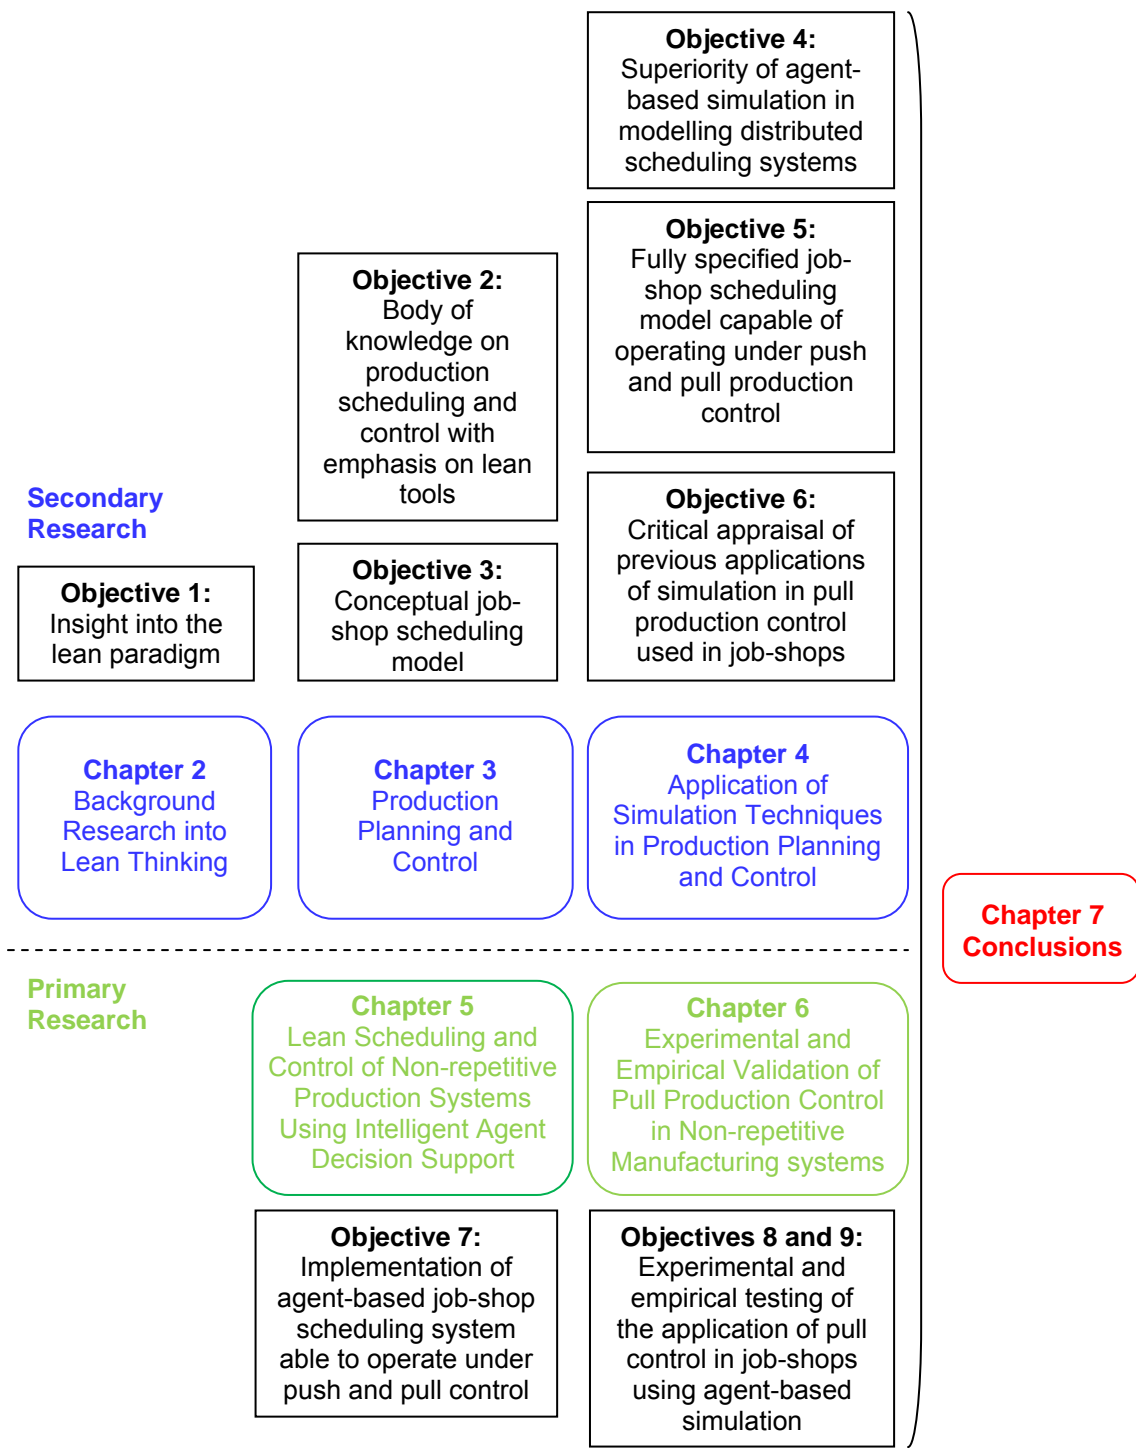 Objective 4:
Superiority of agent-
based simulation in
modelling distributed
scheduling systems
Objective 5:
Fully specified job-
shop scheduling
model capable of
operating under push
and pull production
control
Objective 2:
Body of
knowledge on
production
scheduling and
control with
emphasis on lean
tools
Secondary
Research
Objective 6:
Critical appraisal of
previous applications
of simulation in pull
production control
used in job-shops
Objective 1:
Insight into the
lean paradigm
Objective 3:
Conceptual job-
shop scheduling
model
Chapter 2
Background
Research into
Lean Thinking
Chapter 3
Production
Planning and
Control
Chapter 4
Application of
Simulation Techniques
in Production Planning
and Control
Chapter 7
Conclusions
Primary
Research
Chapter 5
Lean Scheduling and
Control of Non-repetitive
Production Systems
Using Intelligent Agent
Decision Support
Chapter 6
Experimental and
Empirical Validation of
Pull Production Control
in Non-repetitive
Manufacturing systems
Objective 7:
Implementation of
agent-based job-shop
scheduling system
able to operate under
push and pull control
Objectives 8 and 9:
Experimental and
empirical testing of
the application of pull
control in job-shops
using agent-based
simulation